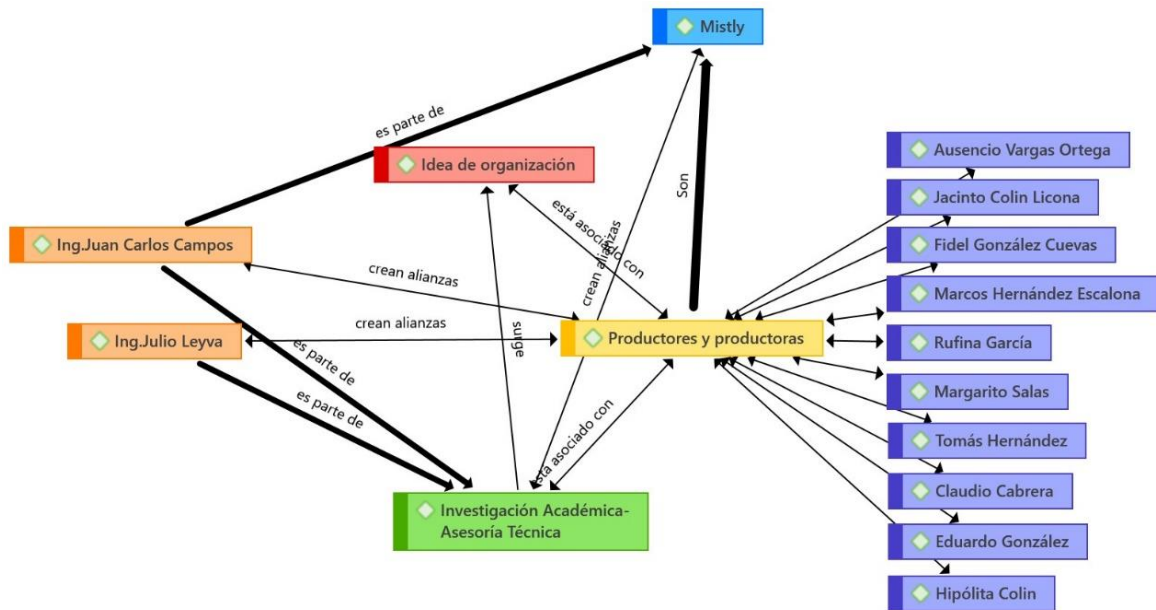 Mistly
es parte de
Idea de organización
Son
Ausencio Vargas Ortega
Jacinto Colin Licona
está asociado con
crean alianzas
Ing.Juan Carlos Campos
Fidel González Cuevas
crean alianzas
Marcos Hernández Escalona
Ing.Julio Leyva
crean alianzas
surge
Productores y productoras
Rufina García
es parte de
es parte de
Margarito Salas
stá asociado con
Tomás Hernández
Investigación Académica-
Asesoría Técnica
Claudio Cabrera
Eduardo González
Hipólita Colin